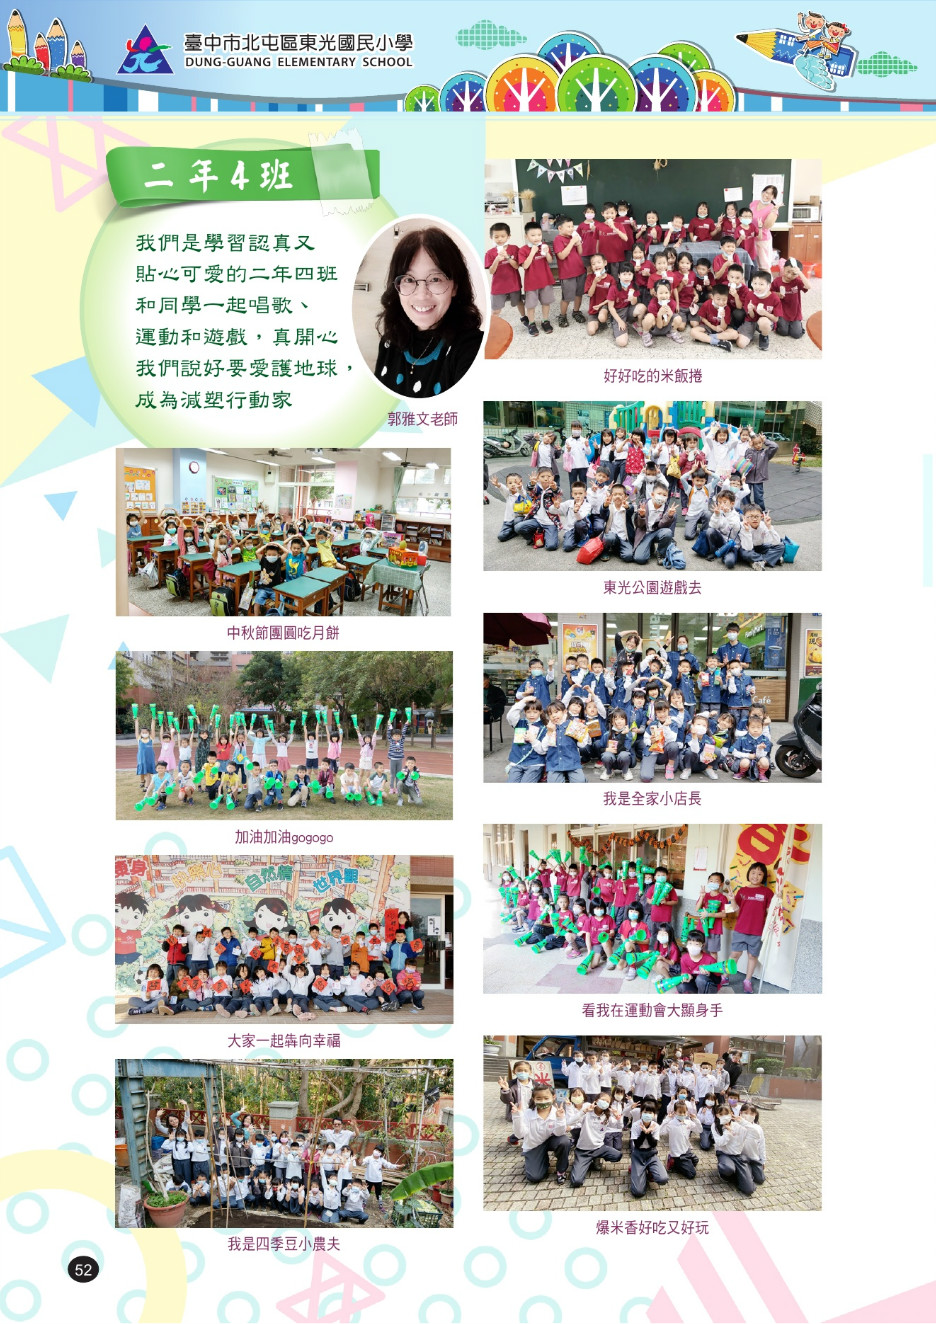 臺中市北屯區東光國民小學
DUNG-GUANG ELEMENTARY SCHOOL
二年4班
我們是學習認真又
貼心可愛的二年四班
和同學一起唱歌、
運動和遊戲，真開心
我們說好要愛護地球，
成為減塑行動家
郭雅文老師
好好吃的米飯捲
中秋節團圓吃月餅
東光公園遊戲去
加油加油gogogo
我是全家小店長
自然情
世界觀
大家一起犇向幸福
看我在運動會大顯身手
我是四季豆小農夫
爆米香好吃又好玩
52